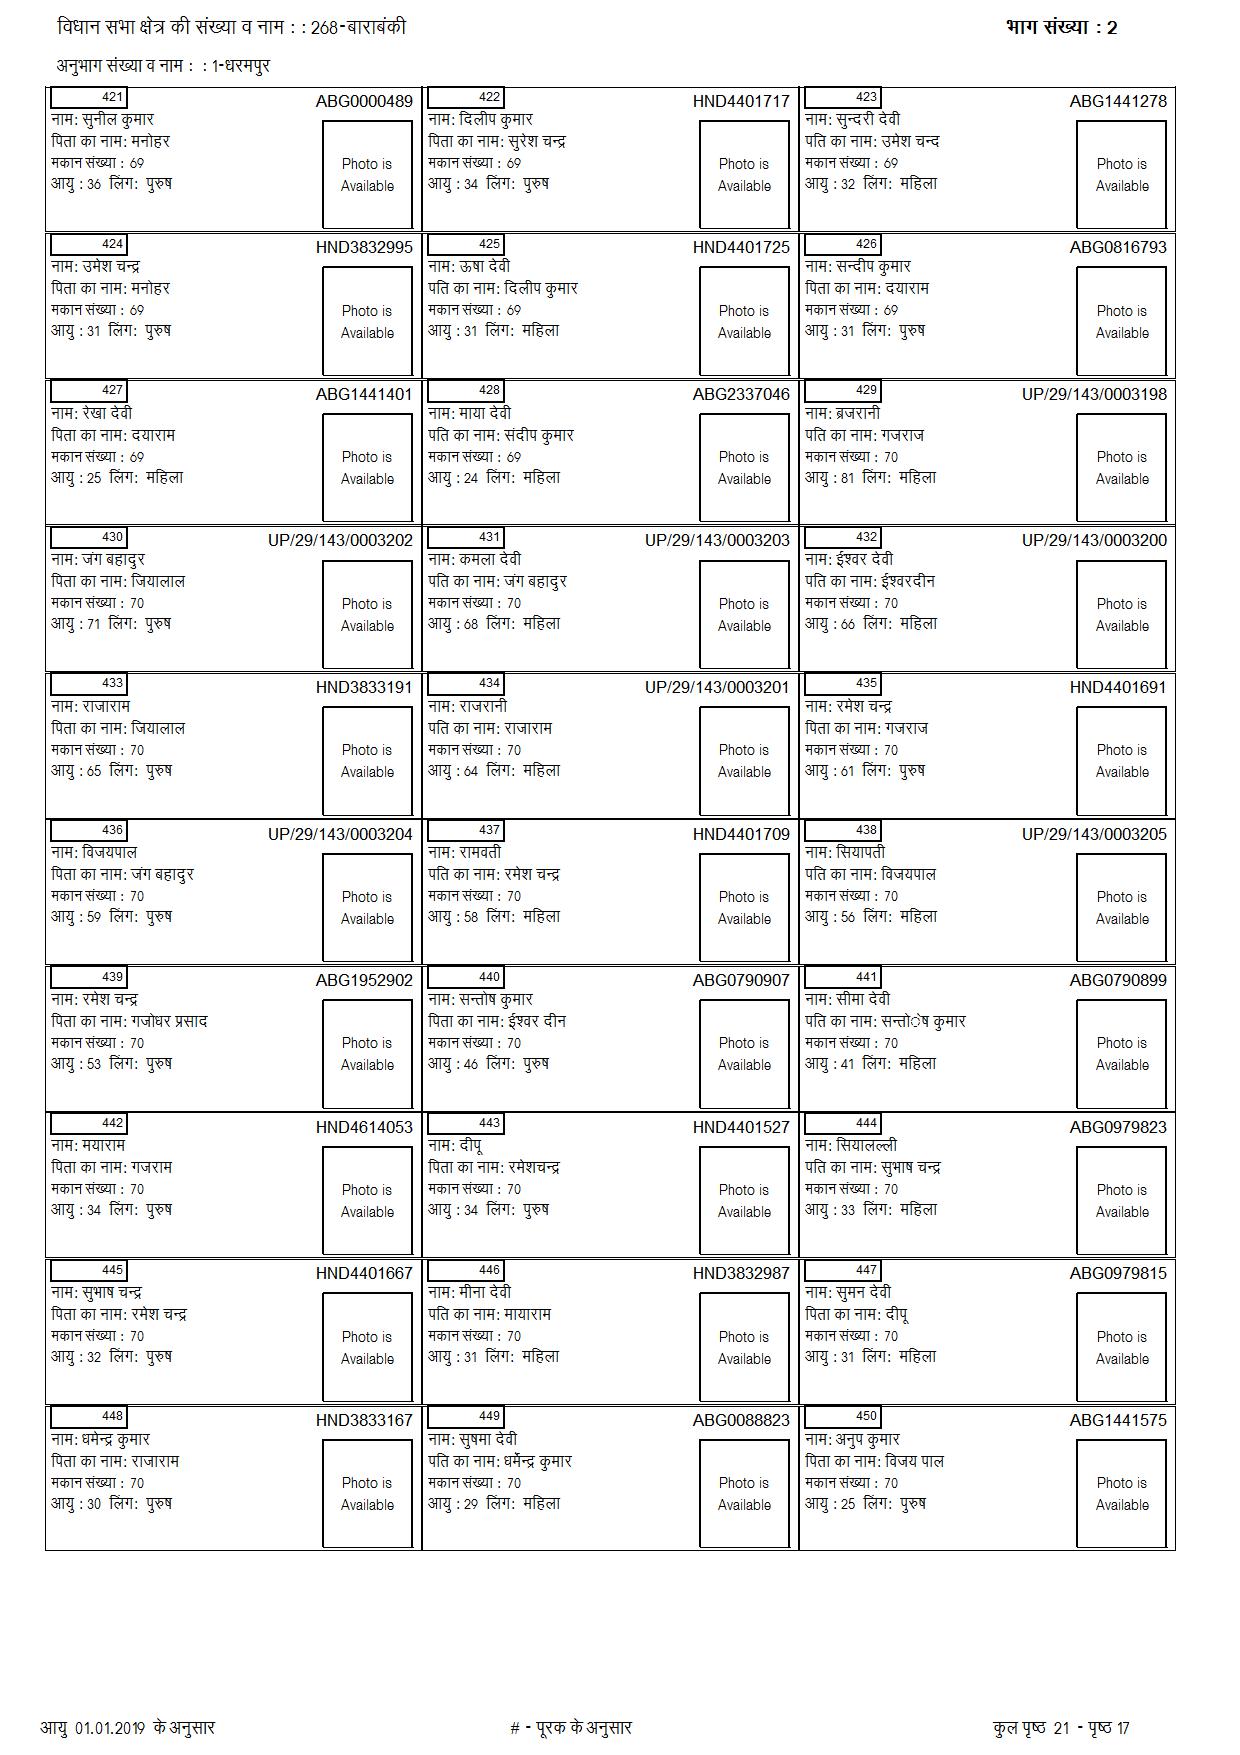 विधान सभा क्षेत्र की संख्या व नाम : : 268-बाराबंकी
भाग संख्या : 2
अनुभाग संख्या व नाम : : 1-धरमपुर
421 ABG0000489
नाम: सुनील कुमार
पिता का नाम: मनोहर
मकान संख्या : 69
आयु : 36 लिंग: पुरुष
Photo is
Available
422 HND4401717
नाम: दिलीप कुमार
पिता का नाम: सुरेश चन्द्र
मकान संख्या : 69
आयु : 34 लिंग: पुरुष
Photo is
Available
423 ABG1441278
नाम: सुन्दरी देवी
पति का नाम: उमेश चन्द
मकान संख्या : 69
आयु : 32 लिंग: महिला
Photo is
Available
424 HND3832995
नाम: उमेश चन्द्र
पिता का नाम: मनोहर
मकान संख्या : 69
आयु : 31 लिंग: पुरुष
Photo is
Available
425 HND4401725
नाम: ऊषा देवी
पति का नाम: दिलीप कुमार
मकान संख्या : 69
आयु : 31 लिंग: महिला
Photo is
Available
426 ABG0816793
नाम: सन्दीप कुमार
पिता का नाम: दयाराम
मकान संख्या : 69
आयु : 31 लिंग: पुरुष
Photo is
Available
427 ABG1441401
नाम: रेखा देवी
पिता का नाम: दयाराम
मकान संख्या : 69
आयु : 25 लिंग: महिला
Photo is
Available
428 ABG2337046
नाम: माया देवी
पति का नाम: संदीप कुमार
मकान संख्या : 69
आयु : 24 लिंग: महिला
Photo is
Available
429 UP/29/143/0003198
नाम: ब्रजरानी
पति का नाम: गजराज
मकान संख्या : 70
आयु : 81 लिंग: महिला
Photo is
Available
430 UP/29/143/0003202
नाम: जंग बहादुर
पिता का नाम: जियालाल
मकान संख्या : 70
आयु : 71 लिंग: पुरुष
Photo is
Available
431 UP/29/143/0003203
नाम: कमला देवी
पति का नाम: जंग बहादुर
मकान संख्या : 70
आयु : 68 लिंग: महिला
Photo is
Available
432 UP/29/143/0003200
नाम: ईश्वर देवी
पति का नाम: ईश्वरदीन
मकान संख्या : 70
आयु : 66 लिंग: महिला
Photo is
Available
433 HND3833191
नाम: राजाराम
पिता का नाम: जियालाल
मकान संख्या : 70
आयु : 65 लिंग: पुरुष
Photo is
Available
434 UP/29/143/0003201
नाम: राजरानी
पति का नाम: राजाराम
मकान संख्या : 70
आयु : 64 लिंग: महिला
Photo is
Available
435 HND4401691
नाम: रमेश चन्द्र
पिता का नाम: गजराज
मकान संख्या : 70
आयु : 61 लिंग: पुरुष
Photo is
Available
436 UP/29/143/0003204
नाम: विजयपाल
पिता का नाम: जंग बहादुर
मकान संख्या : 70
आयु : 59 लिंग: पुरुष
Photo is
Available
437 HND4401709
नाम: रामवती
पति का नाम: रमेश चन्द्र
मकान संख्या : 70
आयु : 58 लिंग: महिला
Photo is
Available
438 UP/29/143/0003205
नाम: सियापती
पति का नाम: विजयपाल
मकान संख्या : 70
आयु : 56 लिंग: महिला
Photo is
Available
439 ABG1952902
नाम: रमेश चन्द्र
पिता का नाम: गजोधर प्रसाद
मकान संख्या : 70
आयु : 53 लिंग: पुरुष
Photo is
Available
440 ABG0790907
नाम: सन्तोष कुमार
पिता का नाम: ईश्वर दीन
मकान संख्या : 70
आयु : 46 लिंग: पुरुष
Photo is
Available
441 ABG0790899
नाम: सीमा देवी
पति का नाम: सन्तोेष कुमार
मकान संख्या : 70
आयु : 41 लिंग: महिला
Photo is
Available
442 HND4614053
नाम: मयाराम
पिता का नाम: गजराम
मकान संख्या : 70
आयु : 34 लिंग: पुरुष
Photo is
Available
443 HND4401527
नाम: दीपू
पिता का नाम: रमेशचन्द्र
मकान संख्या : 70
आयु : 34 लिंग: पुरुष
Photo is
Available
444 ABG0979823
नाम: सियालल्ली
पति का नाम: सुभाष चन्द्र
मकान संख्या : 70
आयु : 33 लिंग: महिला
Photo is
Available
445 HND4401667
नाम: सुभाष चन्द्र
पिता का नाम: रमेश चन्द्र
मकान संख्या : 70
आयु : 32 लिंग: पुरुष
Photo is
Available
446 HND3832987
नाम: मीना देवी
पति का नाम: मायाराम
मकान संख्या : 70
आयु : 31 लिंग: महिला
Photo is
Available
447 ABG0979815
नाम: सुमन देवी
पिता का नाम: दीपू
मकान संख्या : 70
आयु : 31 लिंग: महिला
Photo is
Available
448 HND3833167
नाम: धमेन्द्र कुमार
पिता का नाम: राजाराम
मकान संख्या : 70
आयु : 30 लिंग: पुरुष
Photo is
Available
449 ABG0088823
नाम: सुषमा देवी
पति का नाम: धर्मेन्द्र कुमार
मकान संख्या : 70
आयु : 29 लिंग: महिला
Photo is
Available
450 ABG1441575
नाम: अनुप कुमार
पिता का नाम: विजय पाल
मकान संख्या : 70
आयु : 25 लिंग: पुरुष
Photo is
Available
आयु 01.01.2019 के अनुसार
# - पूरक के अनुसार
कुल पृष्ठ 21 - पृष्ठ 17